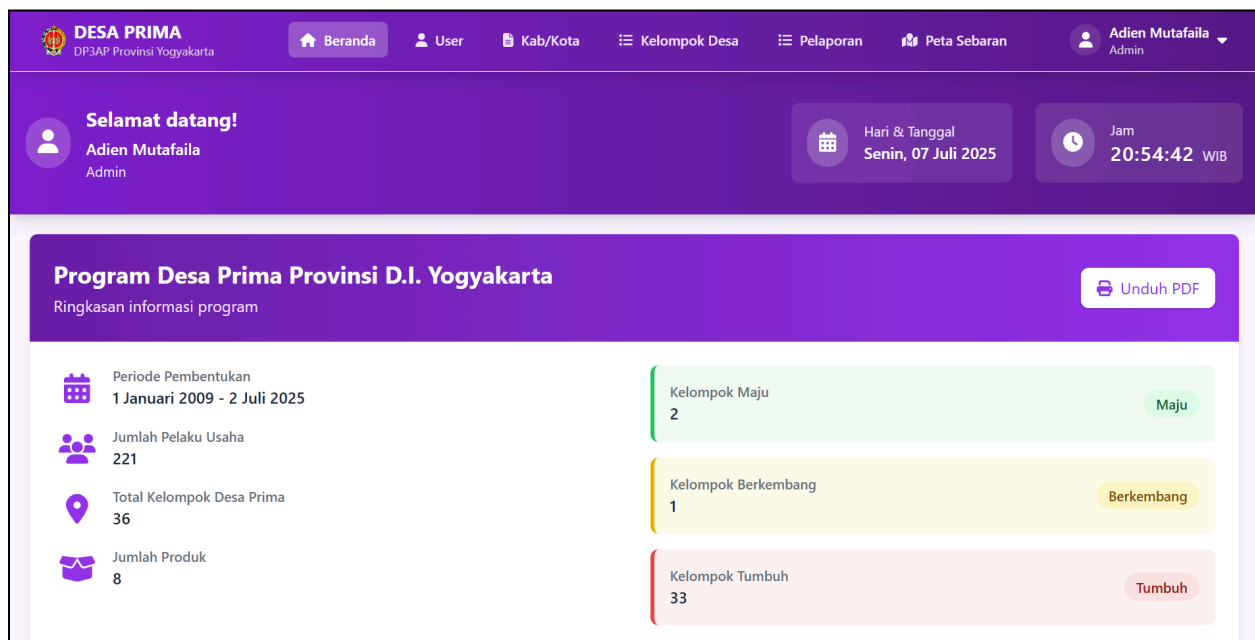 DESA PRIMA
DP3AP Provinsi Yogyakarta
Beranda
User
Kab/Kota
Kelompok Desa
Pelaporan
Peta Sebaran
Adien Mutafaila
Admin
Selamat datang!
Adien Mutafaila
Admin
Hari & Tanggal
Senin, 07 Juli 2025
Jam
20:54:42 WIB
Program Desa Prima Provinsi D.I. Yogyakarta
Ringkasan informasi program
Unduh PDF
Periode Pembentukan
1 Januari 2009 - 2 Juli 2025
Jumlah Pelaku Usaha
221
Total Kelompok Desa Prima
36
Jumlah Produk
8
Kelompok Maju
2
Maju
Kelompok Berkembang
1
Berkembang
Kelompok Tumbuh
33
Tumbuh